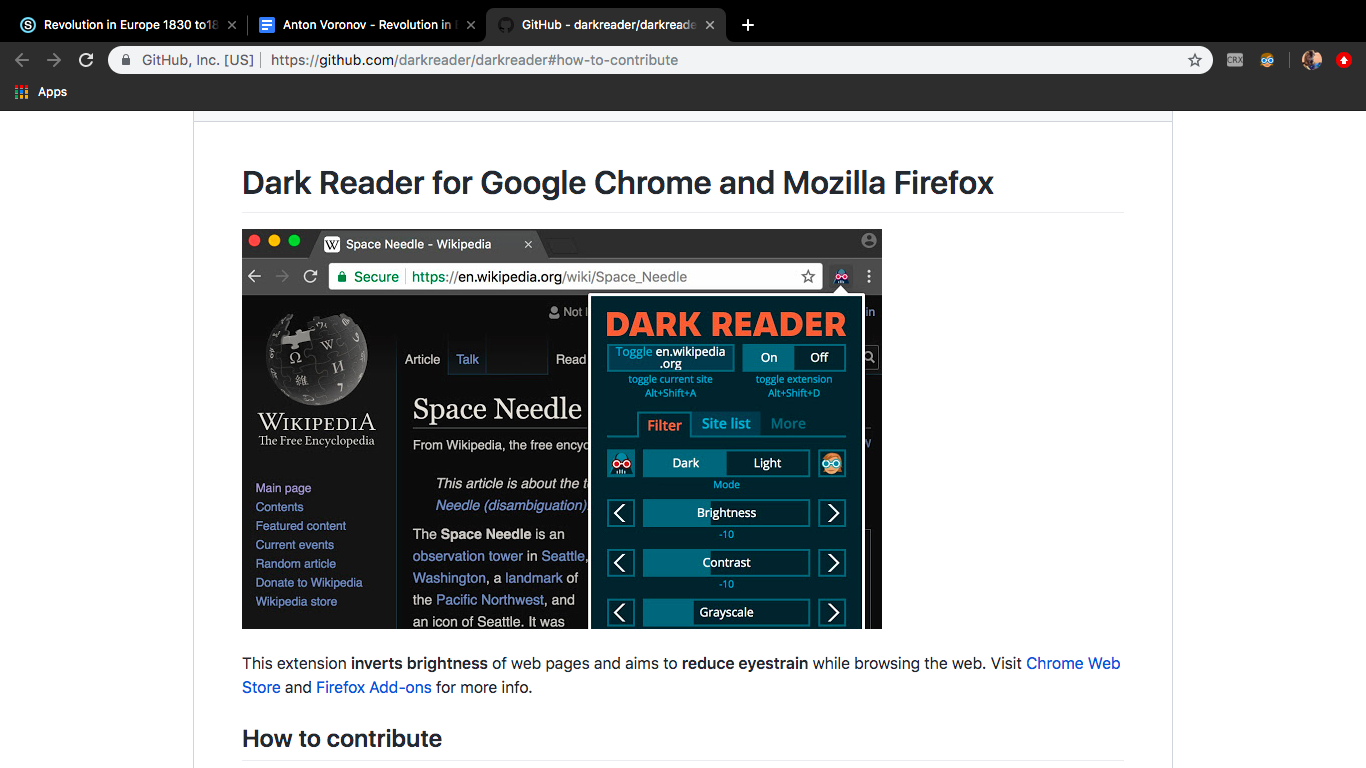 Revolution in Europe 1830 to18
Anton Voronov - Revolution in
GitHub - darkreader/darkreade
GitHub, Inc. [US]
https://github.com/darkreader/darkreader#how-to-contribute
CRX
Apps
Dark Reader for Google Chrome and Mozilla Firefox
W Space Needle - Wikipedia
Secure
https://en.wikipedia.org/wiki/Space_Needle
Not l
in
Article
Talk
Read
WIKIPEDIA
The Free Encyclopedia
Space Needle
From Wikipedia, the free encyc
This article is about the t
Needle (disambiguation)
The Space Needle is an
observation tower in Seattle,
Washington, a landmark of
the Pacific Northwest, and
an icon of Seattle. It was
Main page
Contents
Featured content
Current events
Random article
Donate to Wikipedia
Wikipedia store
DARK READER
Toggle en.wikipedia
.org
On
Off
toggle current site
Alt+Shift+A
toggle extension
Alt+Shift+D
Filter
Site list
More
Dark
Light
Mode
Brightness
-10
Contrast
-10
Grayscale
This extension inverts brightness of web pages and aims to reduce eyestrain while browsing the web. Visit Chrome Web
Store and Firefox Add-ons for more info.
How to contribute